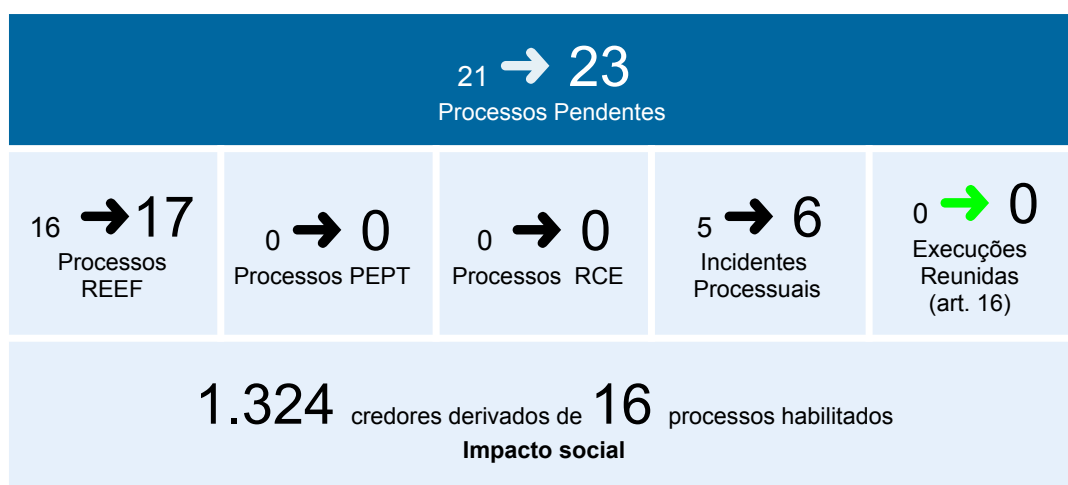 21 ➜ 23
Processos Pendentes
16 ➜ 17
Processos
REEF
0 ➜ 0
Processos PEPT
0 ➜ 0
Processos RCE
5 ➜ 6
Incidentes
Processuais
0 ➜ 0
Execuções
Reunidas
(art. 16)
1.324 credores derivados de 16 processos habilitados
Impacto social